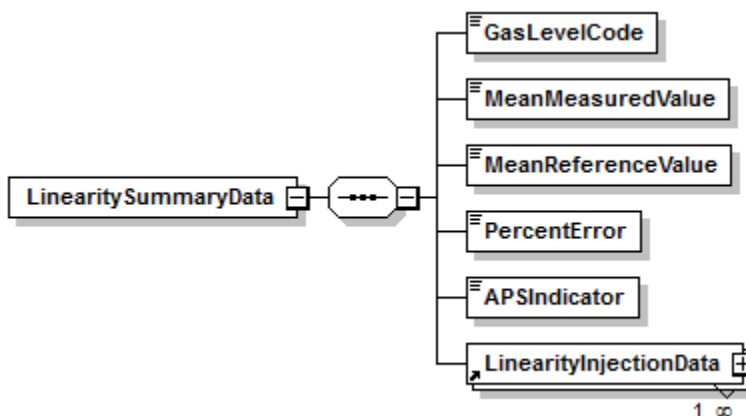 GasLevelCode
MeanMeasuredValue
MeanReferenceValue
LinearitySummaryData
PercentError
APSIndicator
LinearityInjectionData
1..∞